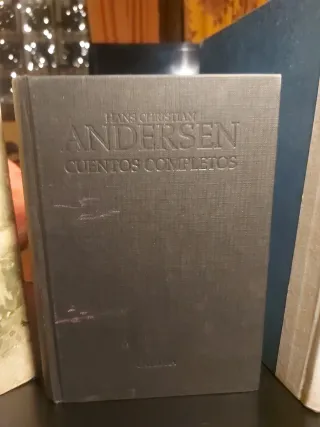 HANS CHRISTIAN
ANDERSEN
CUENTOS COMPLETOS